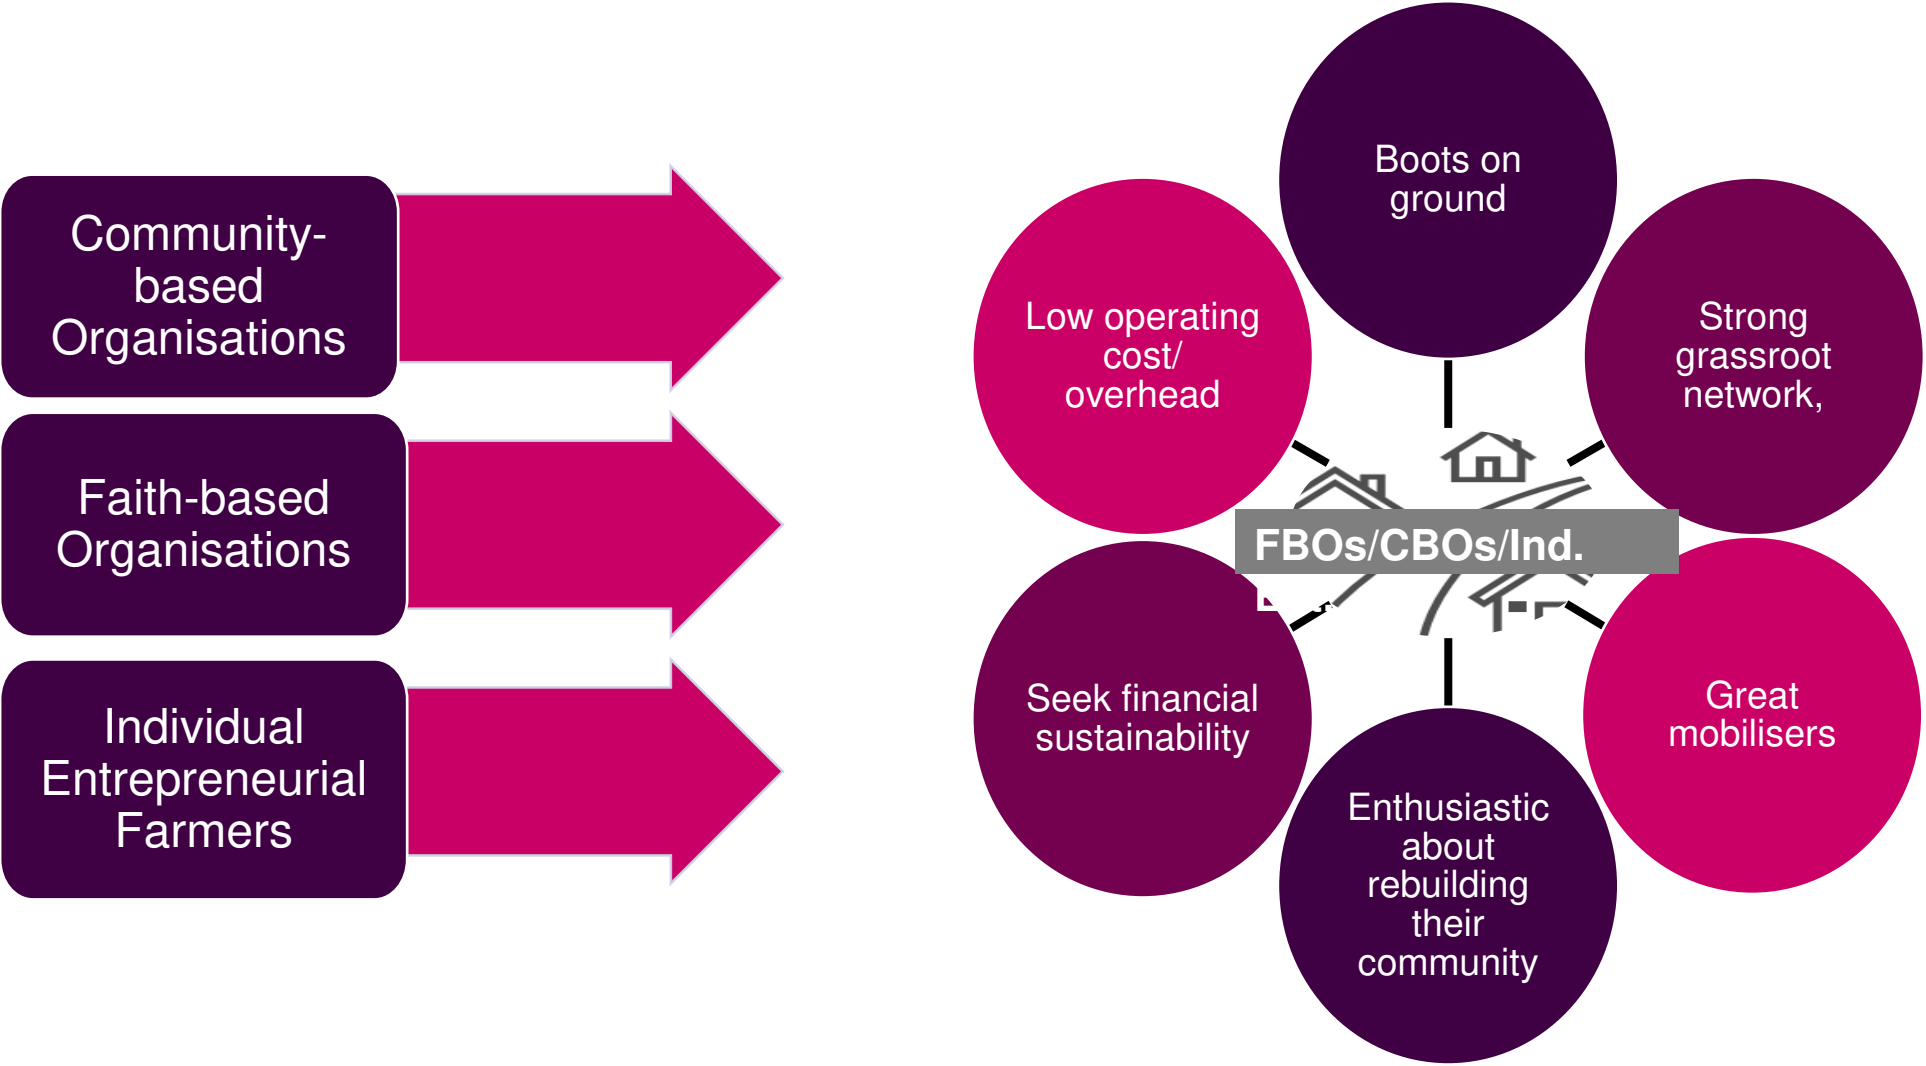 Community-
based
Organisations
Faith-based
Organisations
Individual
Entrepreneurial
Farmers
Boots on
ground
Strong
grassroot
network,
Great
mobilisers
Enthusiastic
about
rebuilding
their
community
Seek financial
sustainability
Low operating
cost/
overhead
FBOs/CBOs/Ind.